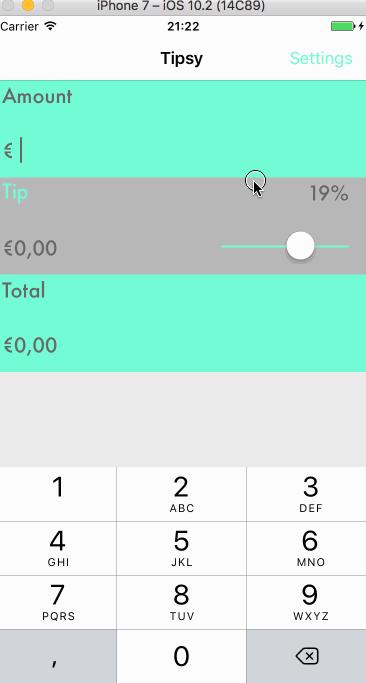 iPhone 7 – iOS 10.2 (14C89)
Carrier 21:22
Tipsy Settings
Amount
€
Tip 19%
€0,00
Total
€0,00
1 2 3
ABC DEF
4 5 6
GHI JKL MNO
7 8 9
PQRS TUV WXYZ
, 0